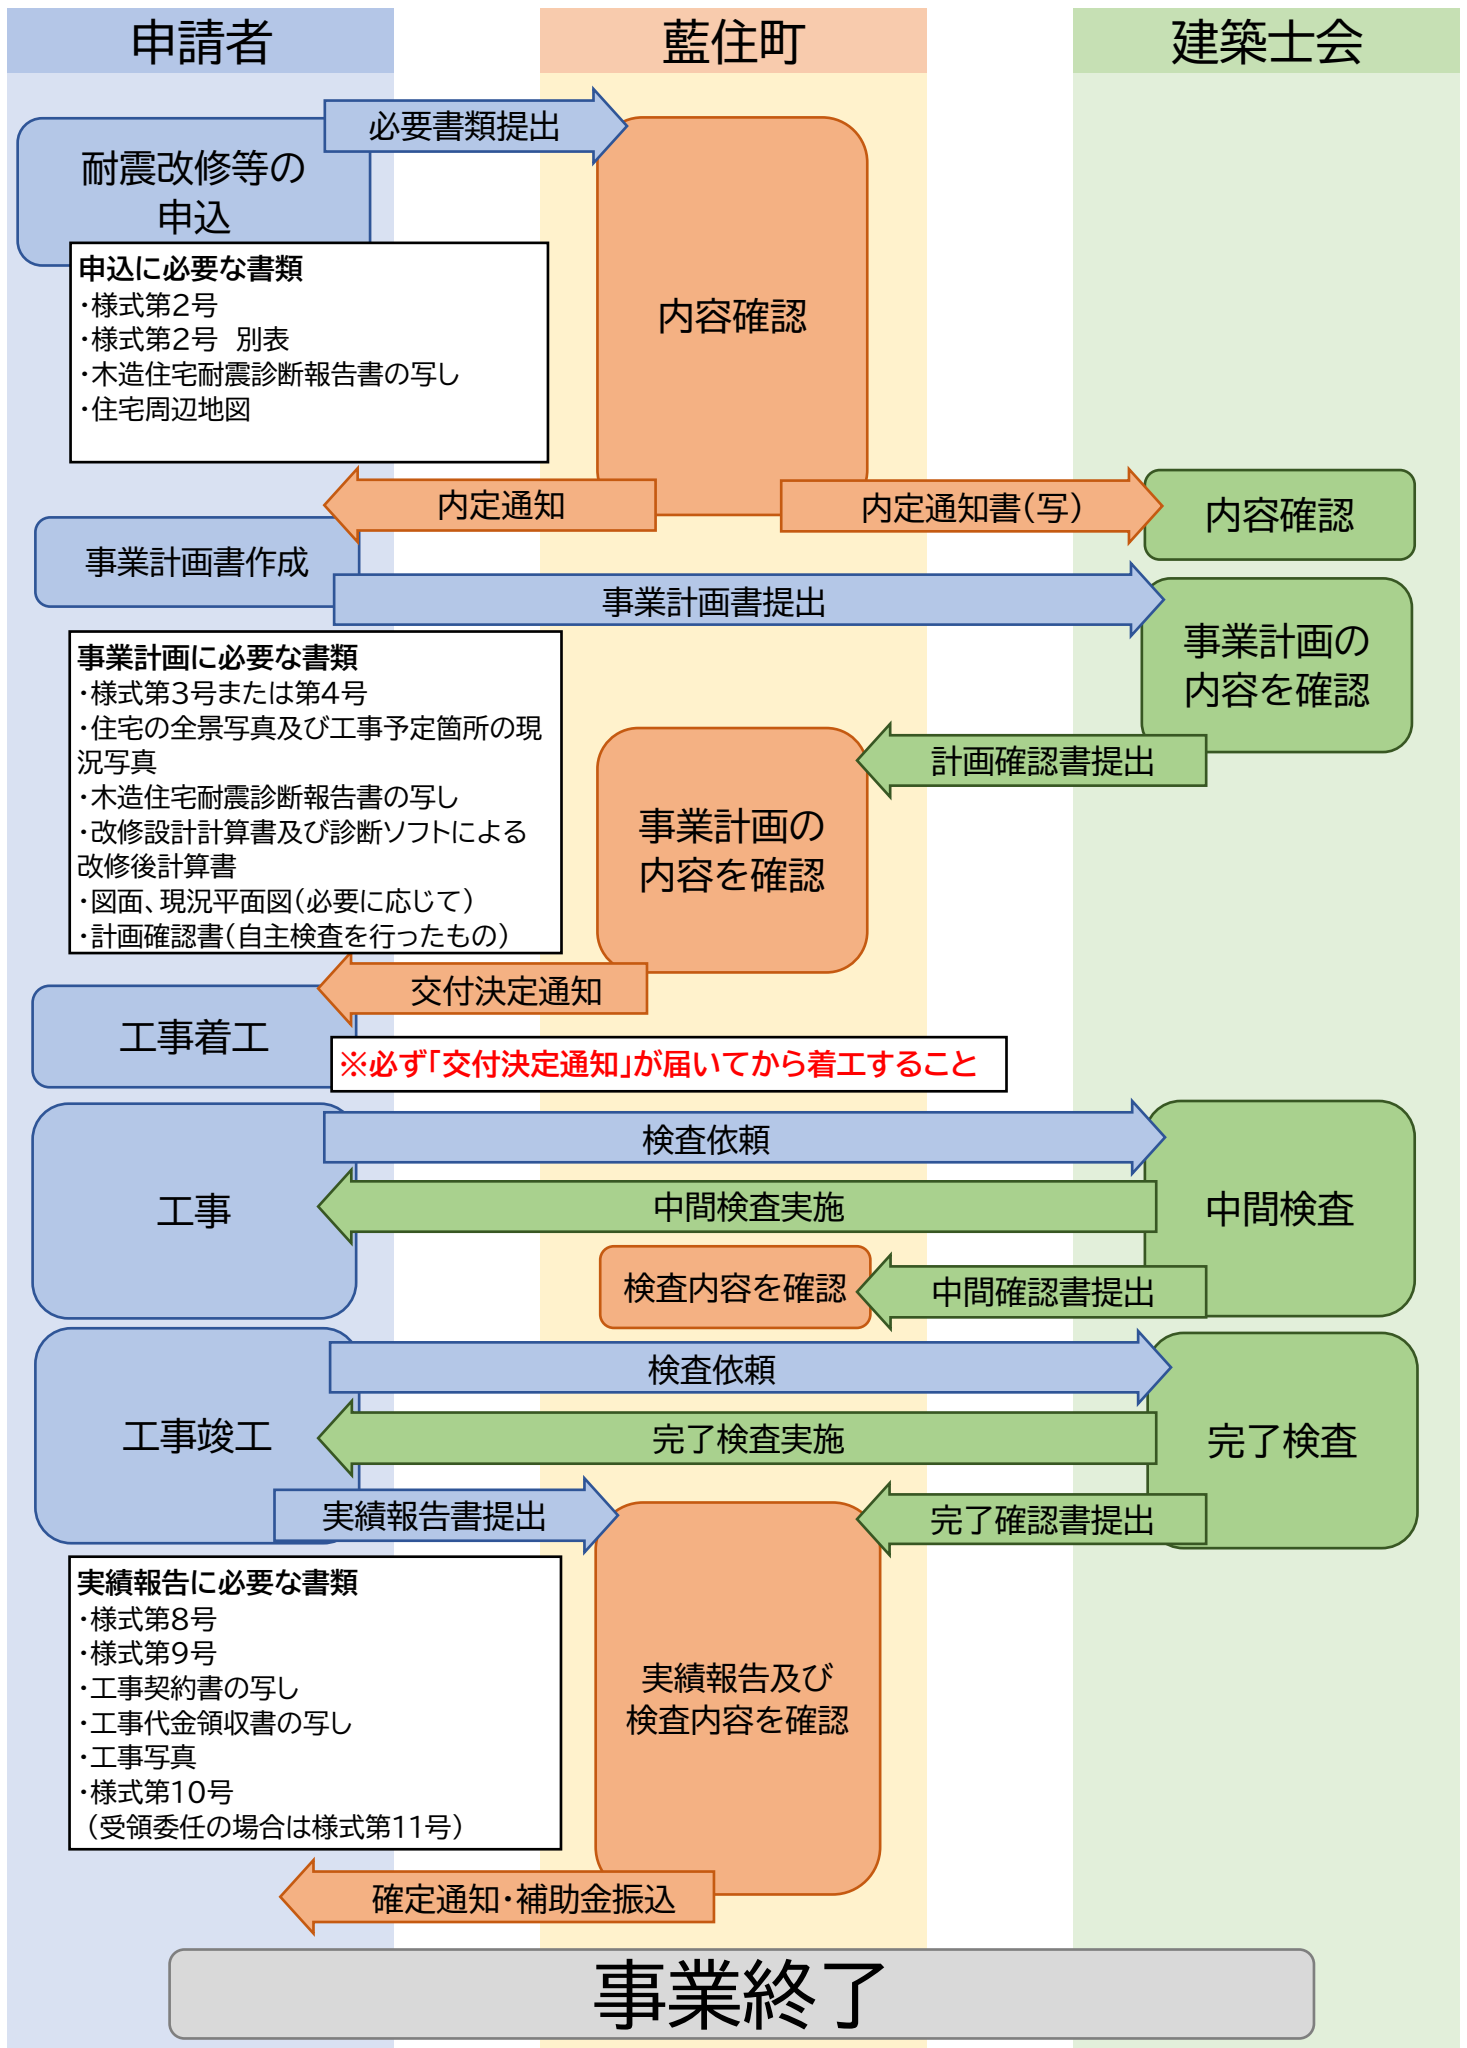 申請者
藍住町
建築士会
必要書類提出
耐震改修等の
申込
申込に必要な書類
・様式第2号
・様式第2号　別表
・木造住宅耐震診断報告書の写し
・住宅周辺地図
内容確認
内定通知
内定通知書（写）
内容確認
事業計画書作成
事業計画書提出
事業計画の
内容を確認
事業計画に必要な書類
・様式第3号または第4号
・住宅の全景写真及び工事予定箇所の現
況写真
・木造住宅耐震診断報告書の写し
・改修設計計算書及び診断ソフトによる
改修後計算書
・図面、現況平面図（必要に応じて）
・計画確認書（自主検査を行ったもの）
計画確認書提出
事業計画の
内容を確認
交付決定通知
工事着工
※必ず「交付決定通知」が届いてから着工すること
工事
検査依頼
中間検査実施
中間検査
検査内容を確認
中間確認書提出
工事竣工
検査依頼
完了検査実施
完了検査
実績報告書提出
完了確認書提出
実績報告に必要な書類
・様式第8号
・様式第9号
・工事契約書の写し
・工事代金領収書の写し
・工事写真
・様式第10号
（受領委任の場合は様式第11号）
実績報告及び
検査内容を確認
確定通知・補助金振込
事業終了